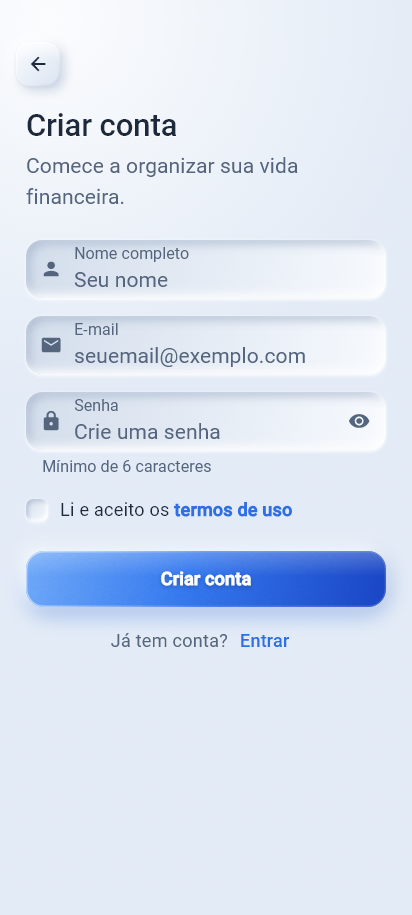 Criar conta
Comece a organizar sua vida
financeira.
Nome completo
Seu nome
E-mail
seuemail@exemplo.com
Senha
Crie uma senha
Mínimo de 6 caracteres
Li e aceito os termos de uso
Criar conta
Já tem conta? Entrar